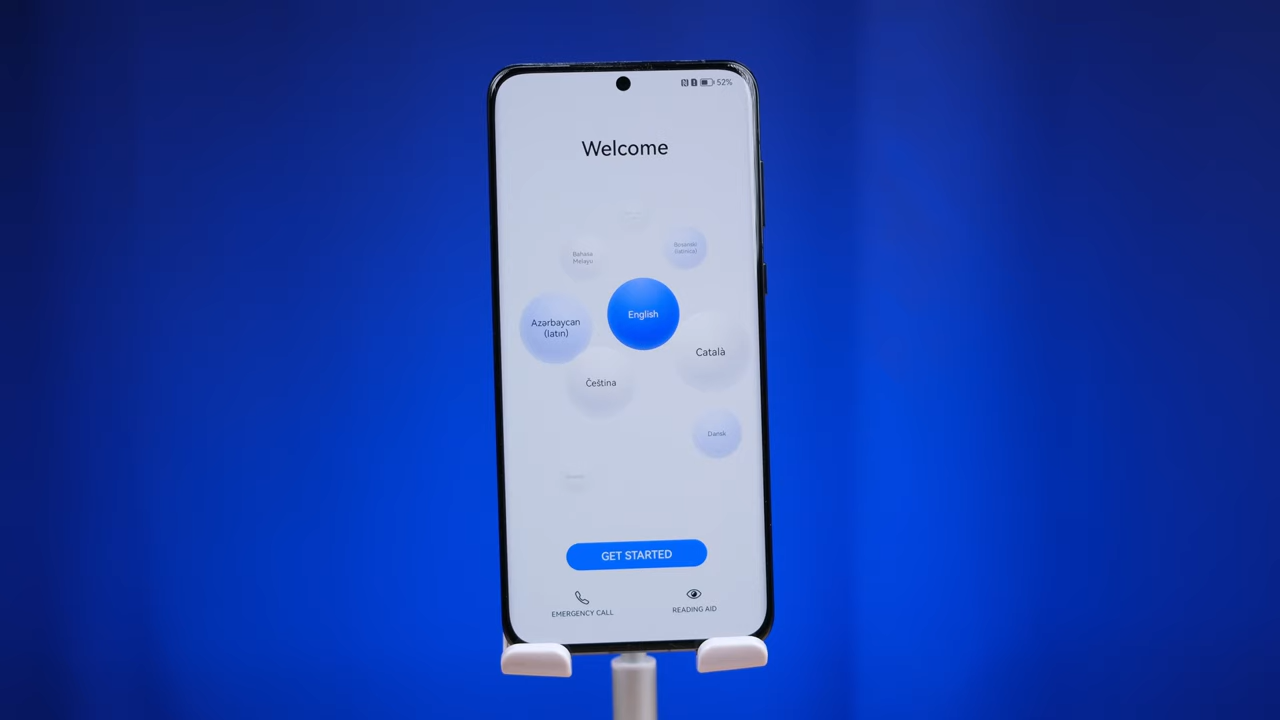 52%
Welcome
Bahasa
Melayu
Bosanski
(latinica)
English
Azərbaycan
(latın)
Català
Čeština
Dansk
GET STARTED
EMERGENCY CALL
READING AID